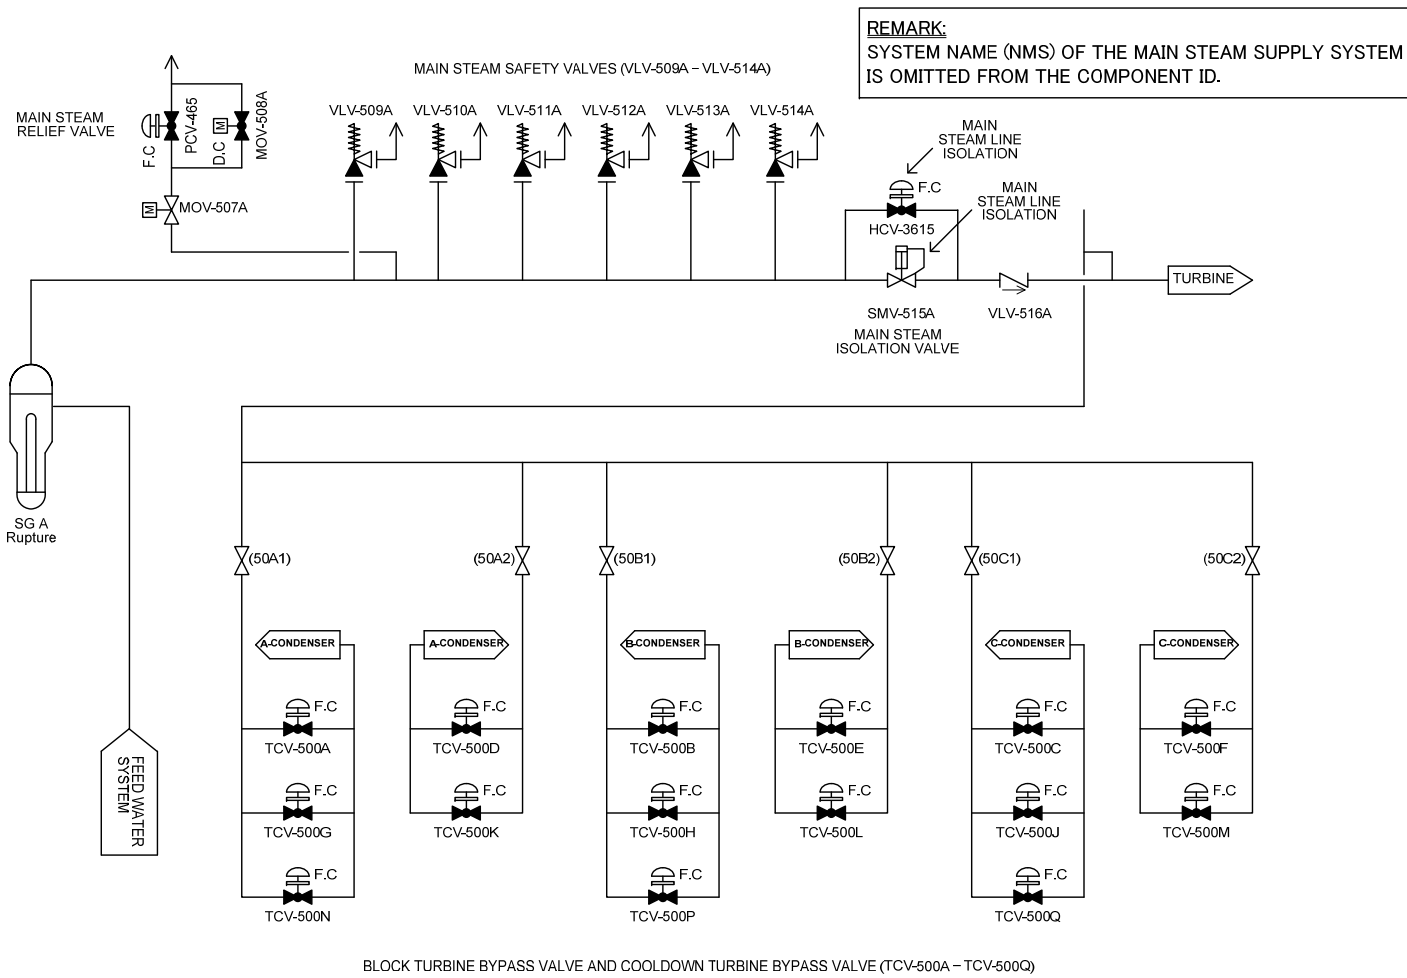 REMARK:
SYSTEM NAME (NMS) OF THE MAIN STEAM SUPPLY SYSTEM
IS OMITTED FROM THE COMPONENT ID.
MAIN STEAM SAFETY VALVES (VLV-509A - VLV-514A)
MAIN STEAM
RELIEF VALVE
F.C
PCV-465
D.C
M
MOV-508A
M
MOV-507A
VLV-509A
VLV-510A
VLV-511A
VLV-512A
VLV-513A
VLV-514A
MAIN
STEAM LINE
ISOLATION
F.C
HCV-3615
MAIN
STEAM LINE
ISOLATION
SMV-515A
MAIN STEAM
ISOLATION VALVE
VLV-516A
TURBINE
SG A
Rupture
FEED WATER
SYSTEM
(50A1)
(50A2)
(50B1)
(50B2)
(50C1)
(50C2)
A-CONDENSER
A-CONDENSER
B-CONDENSER
B-CONDENSER
C-CONDENSER
C-CONDENSER
F.C
TCV-500A
F.C
TCV-500D
F.C
TCV-500B
F.C
TCV-500E
F.C
TCV-500C
F.C
TCV-500F
F.C
TCV-500G
F.C
TCV-500K
F.C
TCV-500H
F.C
TCV-500L
F.C
TCV-500J
F.C
TCV-500M
F.C
TCV-500N
F.C
TCV-500P
F.C
TCV-500Q
BLOCK TURBINE BYPASS VALVE AND COOLDOWN TURBINE BYPASS VALVE (TCV-500A - TCV-500Q)